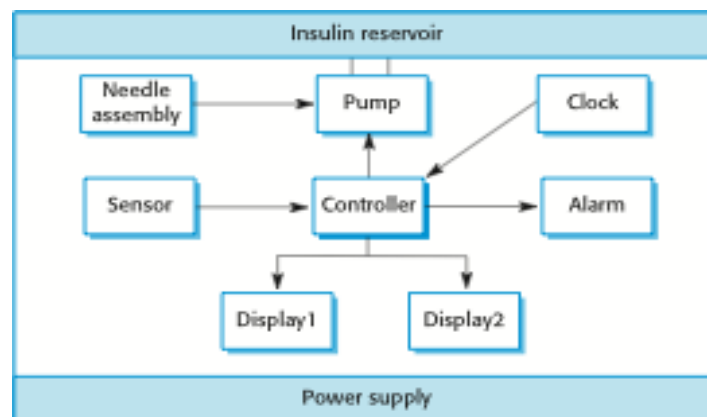 Insulin reservoir
Needle
assembly
Pump
Clock
Sensor
Controller
Alarm
Display1
Display2
Power supply